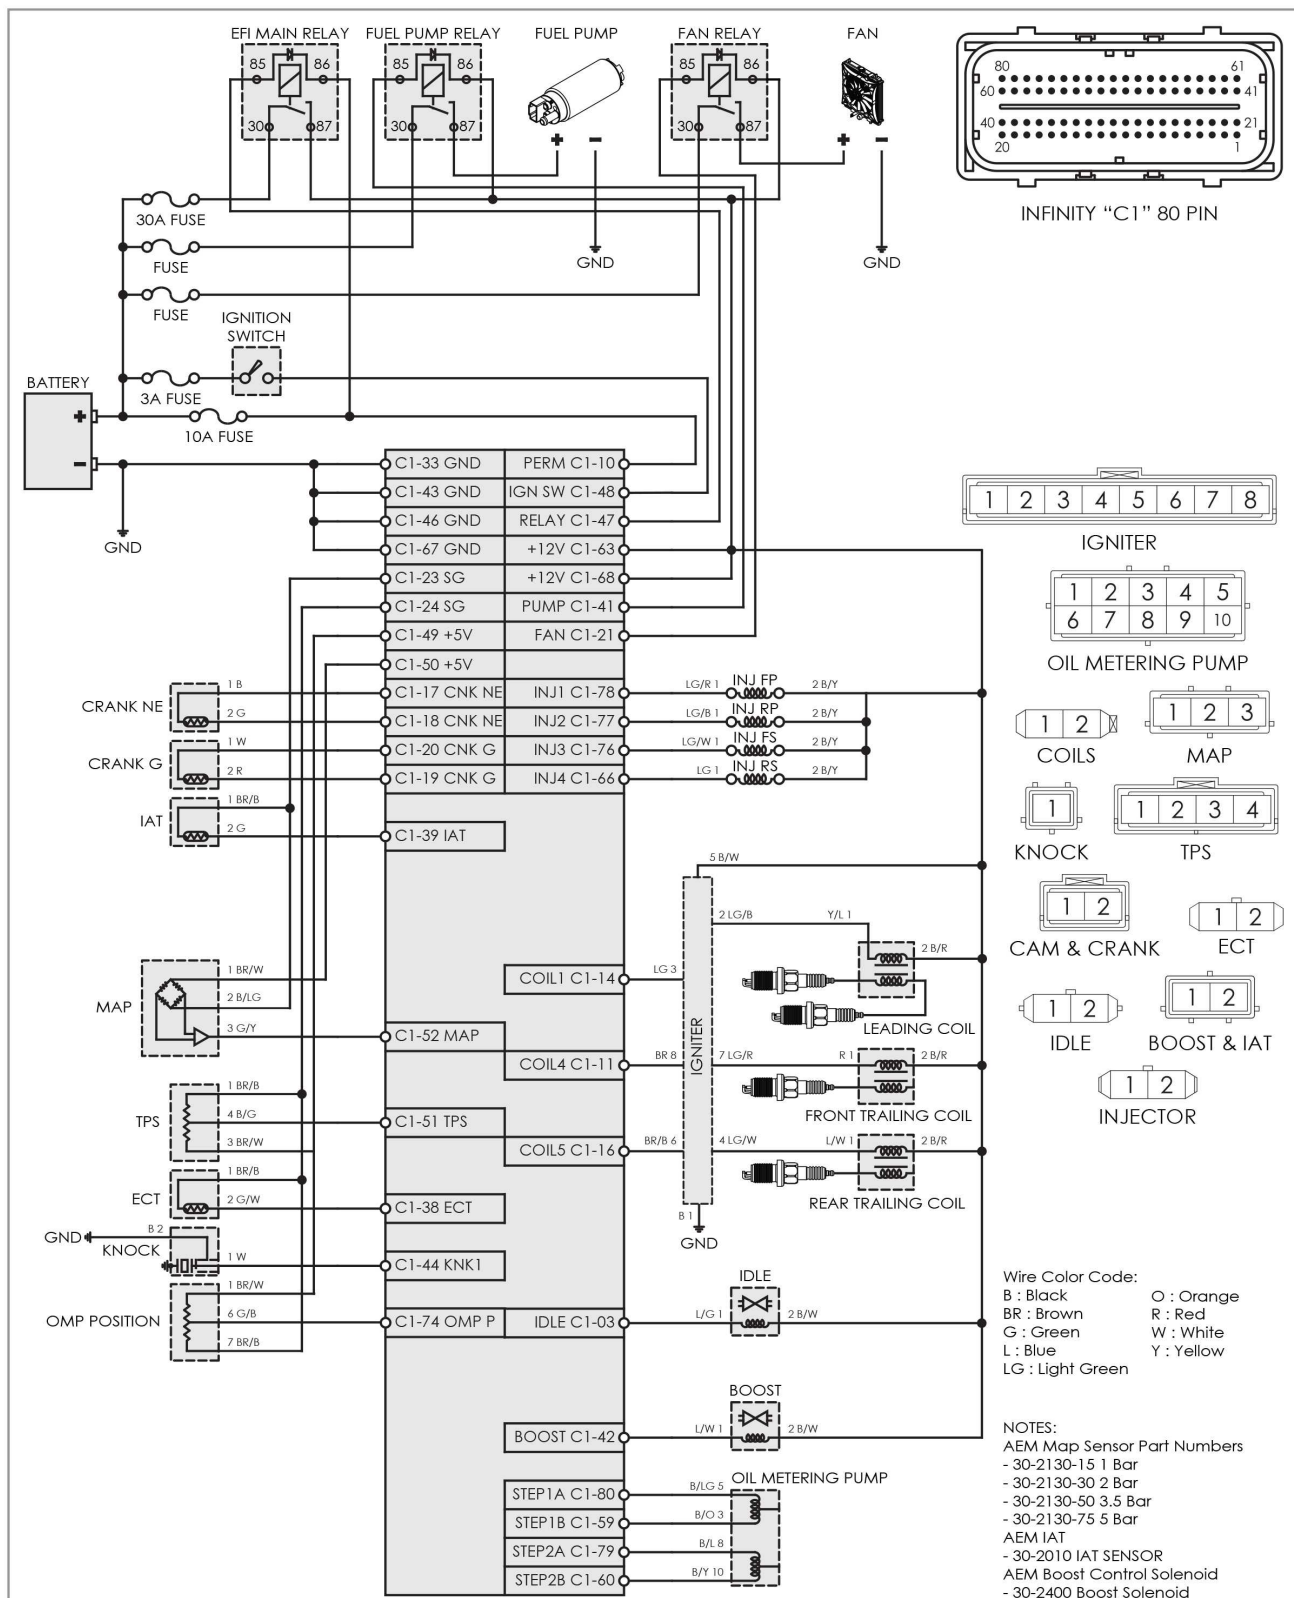 EFI MAIN RELAY
FUEL PUMP RELAY
FUEL PUMP
FAN RELAY
FAN
85 86
30 87
85 86
30 87
+ −
85 86
30 87
+ −
80 61
60 41
40 21
20 1
INFINITY “C1” 80 PIN
30A FUSE
FUSE
GND
GND
FUSE
IGNITION
SWITCH
3A FUSE
BATTERY
+
−
10A FUSE
GND
C1-33 GND PERM C1-10
C1-43 GND IGN SW C1-48
C1-46 GND RELAY C1-47
C1-67 GND +12V C1-63
C1-23 SG +12V C1-68
C1-24 SG PUMP C1-41
C1-49 +5V FAN C1-21
C1-50 +5V
C1-17 CNK NE INJ1 C1-78
C1-18 CNK NE INJ2 C1-77
C1-20 CNK G INJ3 C1-76
C1-19 CNK G INJ4 C1-66
C1-39 IAT
COIL1 C1-14
C1-52 MAP
COIL4 C1-11
C1-51 TPS
COIL5 C1-16
C1-38 ECT
C1-44 KNK1
C1-74 OMP P IDLE C1-03
BOOST C1-42
STEP1A C1-80
STEP1B C1-59
STEP2A C1-79
STEP2B C1-60
CRANK NE
1 B
2 G
CRANK G
1 W
2 R
IAT
1 BR/B
2 G
MAP
1 BR/W
2 B/LG
3 G/Y
TPS
1 BR/B
4 B/G
3 BR/W
ECT
1 BR/B
2 G/W
GND
KNOCK
B 2
1 W
OMP POSITION
1 BR/W
6 G/B
7 BR/B
LG/R 1 INJ FP 2 B/Y
LG/B 1 INJ RP 2 B/Y
LG/W 1 INJ FS 2 B/Y
LG 1 INJ RS 2 B/Y
5 B/W
IGNITER
2 LG/B Y/L 1
2 B/R
LG 3
LEADING COIL
BR 8 7 LG/R R 1 2 B/R
FRONT TRAILING COIL
BR/B 6 4 LG/W L/W 1 2 B/R
REAR TRAILING COIL
B 1
GND
IDLE
L/G 1 2 B/W
BOOST
L/W 1 2 B/W
OIL METERING PUMP
B/LG 5
B/O 3
B/L 8
B/Y 10
1 2 3 4 5 6 7 8
IGNITER
1 2 3 4 5
6 7 8 9 10
OIL METERING PUMP
1 2
COILS
1 2 3
MAP
1
KNOCK
1 2 3 4
TPS
1 2
CAM & CRANK
1 2
ECT
1 2
IDLE
1 2
BOOST & IAT
1 2
INJECTOR
Wire Color Code:
B : Black O : Orange
BR : Brown R : Red
G : Green W : White
L : Blue Y : Yellow
LG : Light Green
NOTES:
AEM Map Sensor Part Numbers
- 30-2130-15 1 Bar
- 30-2130-30 2 Bar
- 30-2130-50 3.5 Bar
- 30-2130-75 5 Bar
AEM IAT
- 30-2010 IAT SENSOR
AEM Boost Control Solenoid
- 30-2400 Boost Solenoid